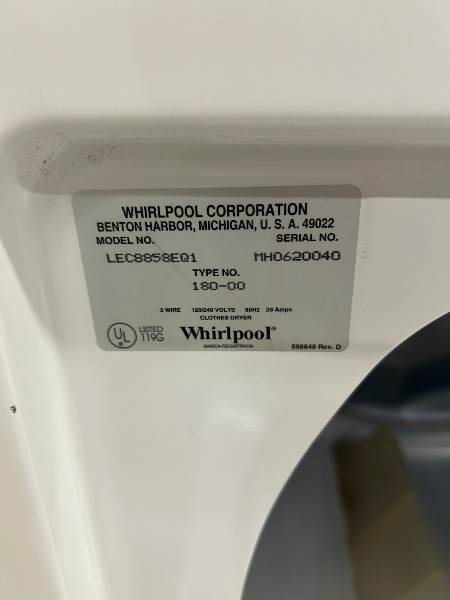 WHIRLPOOL CORPORATION
BENTON HARBOR, MICHIGAN, U. S. A. 49022
MODEL NO. SERIAL NO.
LEC8858EQ1 MH0620040
TYPE NO.
180-00
3 WIRE 120/240 VOLTS 60HZ 28 Amps
CLOTHES DRYER
UL LISTED
119G
Whirlpool®
MARCA REGISTRADA
696648 Rev. D